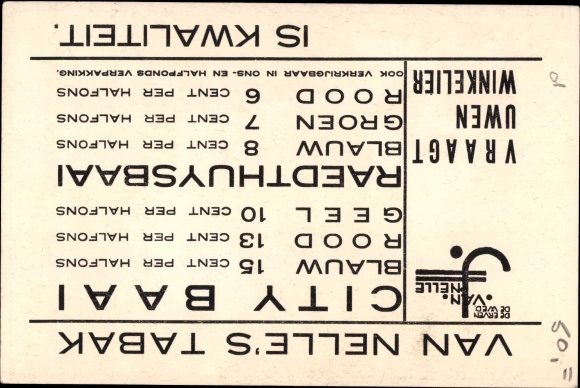 VAN NELLE'S TABAK
DE ERVEN
DE WED.
J. VAN
NELLE
VRAAGT
UWEN
WINKELIER
CITY BAAI
BLAUW 15 CENT PER HALFONS
ROOD 13 CENT PER HALFONS
GEEL 10 CENT PER HALFONS
RAEDTHUYSBAAI
BLAUW 8 CENT PER HALFONS
GROEN 7 CENT PER HALFONS
ROOD 6 CENT PER HALFONS
OOK VERKRIJGBAAR IN ONS- EN HALFPONDS VERPAKKING.
IS KWALITEIT.
50,=